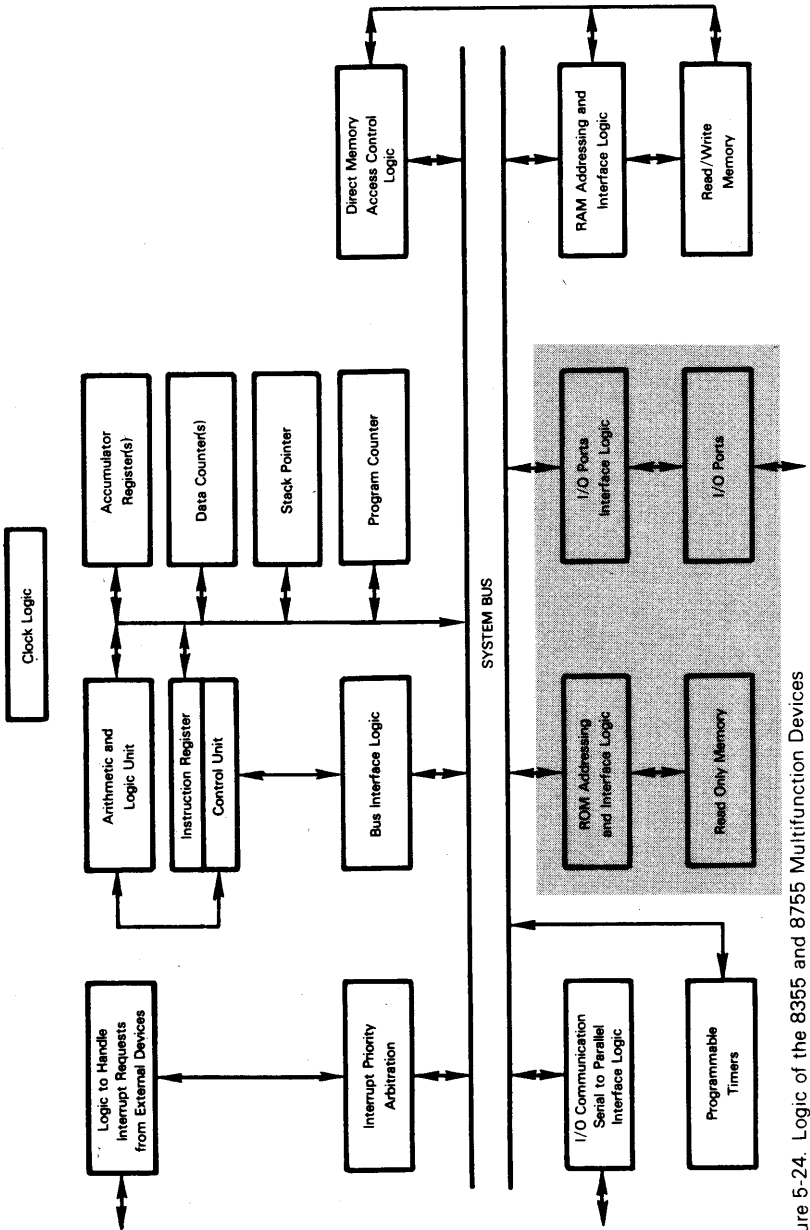 Clock Logic
Logic to Handle
Interrupt Requests
from External Devices
Arithmetic and
Logic Unit
Accumulator
Register(s)
Instruction Register
Control Unit
Data Counter(s)
Stack Pointer
Interrupt Priority
Arbitration
Bus Interface Logic
Program Counter
Direct Memory
Access Control
Logic
SYSTEM BUS
I/O Communication
Serial to Parallel
Interface Logic
ROM Addressing
and Interface Logic
I/O Ports
Interface Logic
RAM Addressing and
Interface Logic
Programmable
Timers
Read Only Memory
I/O Ports
Read/Write
Memory
ure 5-24. Logic of the 8355 and 8755 Multifunction Devices